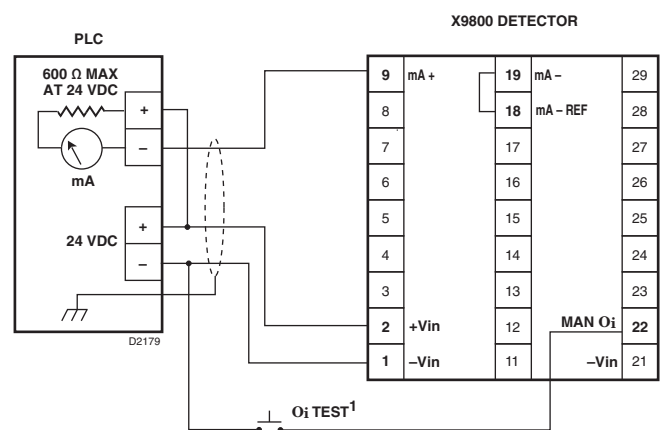 X9800 DETECTOR
PLC
600 Ω MAX
AT 24 VDC
+
–
mA
24 VDC
+
–
D2179
9 mA + 19 mA – 29
8 18 mA – REF 28
7 17 27
6 16 26
5 15 25
4 14 24
3 13 23
2 +Vin 12 MAN Oi 22
1 –Vin 11 –Vin 21
Oi TEST1